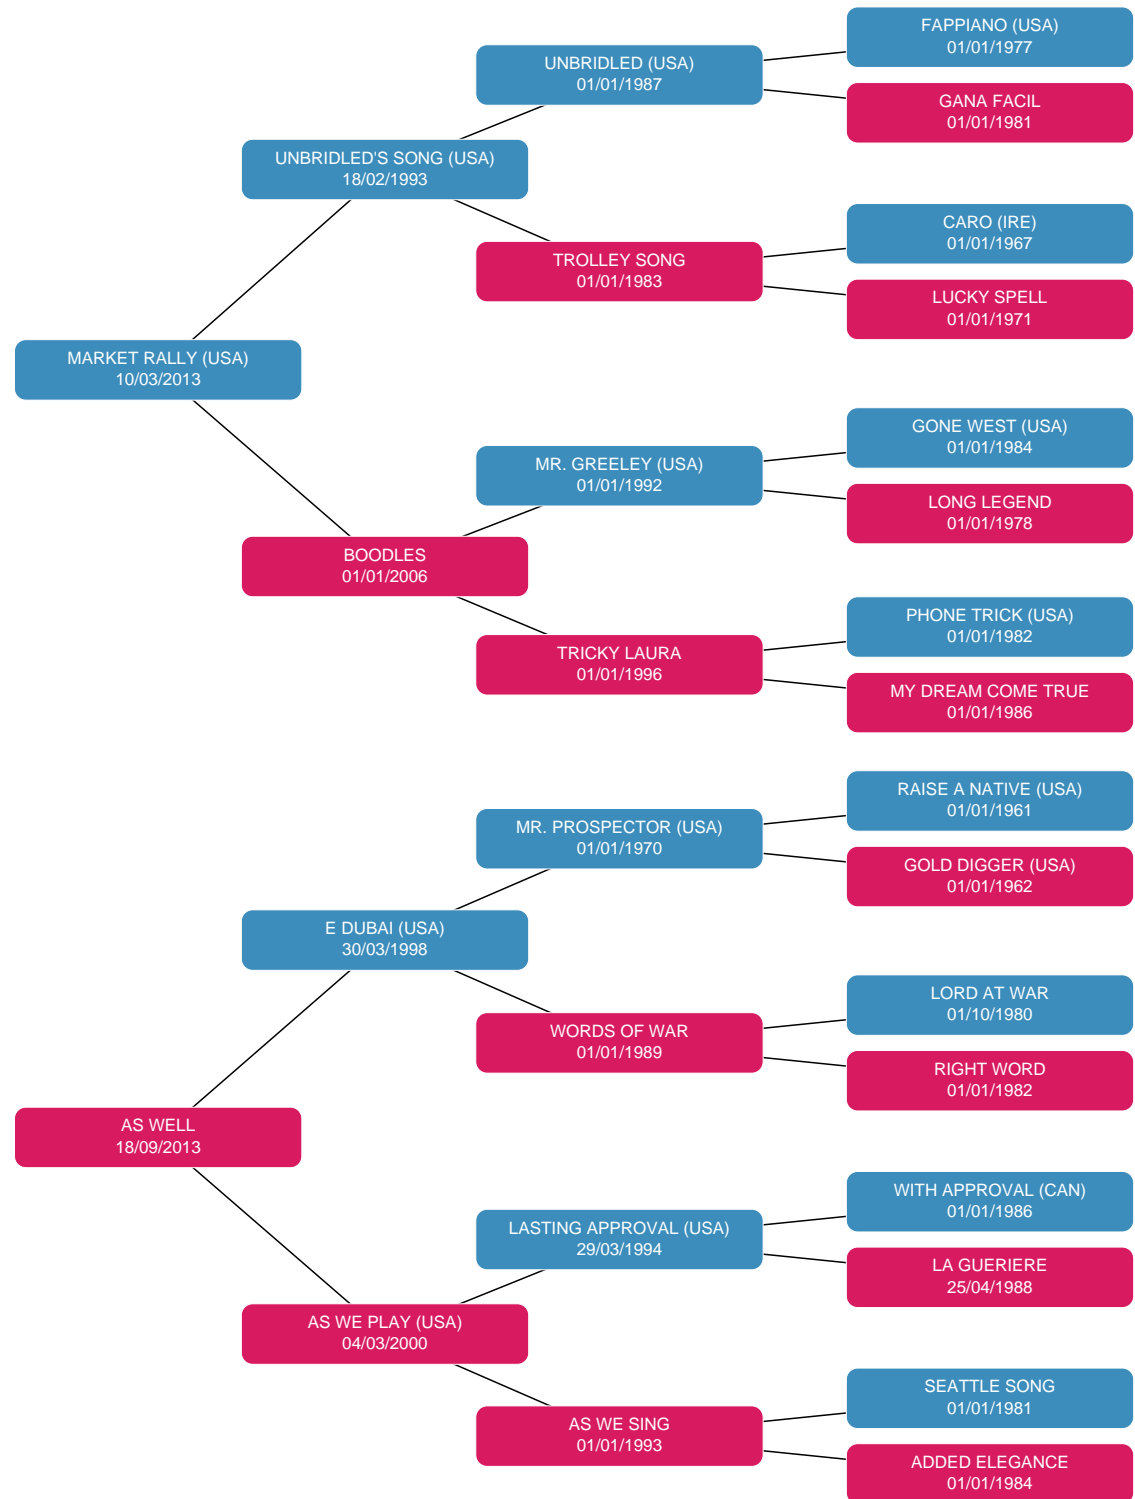 FAPPIANO (USA)
01/01/1977
UNBRIDLED (USA)
01/01/1987
GANA FACIL
01/01/1981
UNBRIDLED'S SONG (USA)
18/02/1993
CARO (IRE)
01/01/1967
TROLLEY SONG
01/01/1983
LUCKY SPELL
01/01/1971
MARKET RALLY (USA)
10/03/2013
GONE WEST (USA)
01/01/1984
MR. GREELEY (USA)
01/01/1992
LONG LEGEND
01/01/1978
BOODLES
01/01/2006
PHONE TRICK (USA)
01/01/1982
TRICKY LAURA
01/01/1996
MY DREAM COME TRUE
01/01/1986
RAISE A NATIVE (USA)
01/01/1961
MR. PROSPECTOR (USA)
01/01/1970
GOLD DIGGER (USA)
01/01/1962
E DUBAI (USA)
30/03/1998
LORD AT WAR
01/10/1980
WORDS OF WAR
01/01/1989
RIGHT WORD
01/01/1982
AS WELL
18/09/2013
WITH APPROVAL (CAN)
01/01/1986
LASTING APPROVAL (USA)
29/03/1994
LA GUERIERE
25/04/1988
AS WE PLAY (USA)
04/03/2000
SEATTLE SONG
01/01/1981
AS WE SING
01/01/1993
ADDED ELEGANCE
01/01/1984